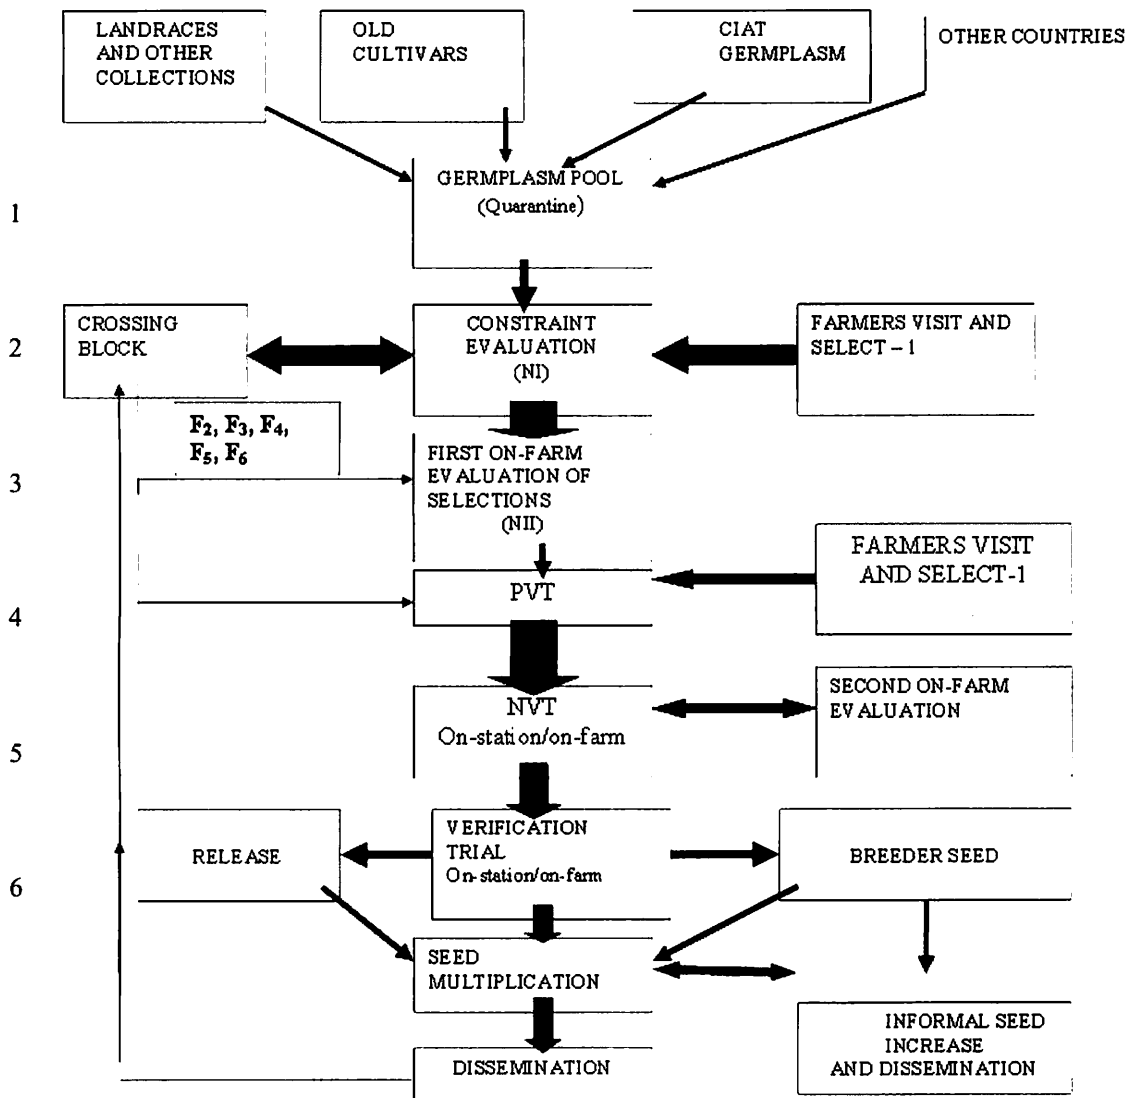 LANDRACES
AND OTHER
COLLECTIONS
OLD
CULTIVARS
CIAT
GERMPLASM
OTHER COUNTRIES
GERMPLASM POOL
(Quarantine)
1
CROSSING
BLOCK
CONSTRAINT
EVALUATION
(NI)
FARMERS VISIT AND
SELECT – 1
2
F2, F3, F4,
F5, F6
FIRST ON-FARM
EVALUATION OF
SELECTIONS
(NII)
3
FARMERS VISIT
AND SELECT-1
PVT
4
NVT
On-station/on-farm
SECOND ON-FARM
EVALUATION
5
RELEASE
VERIFICATION
TRIAL
On-station/on-farm
BREEDER SEED
6
SEED
MULTIPLICATION
INFORMAL SEED
INCREASE
AND DISSEMINATION
DISSEMINATION